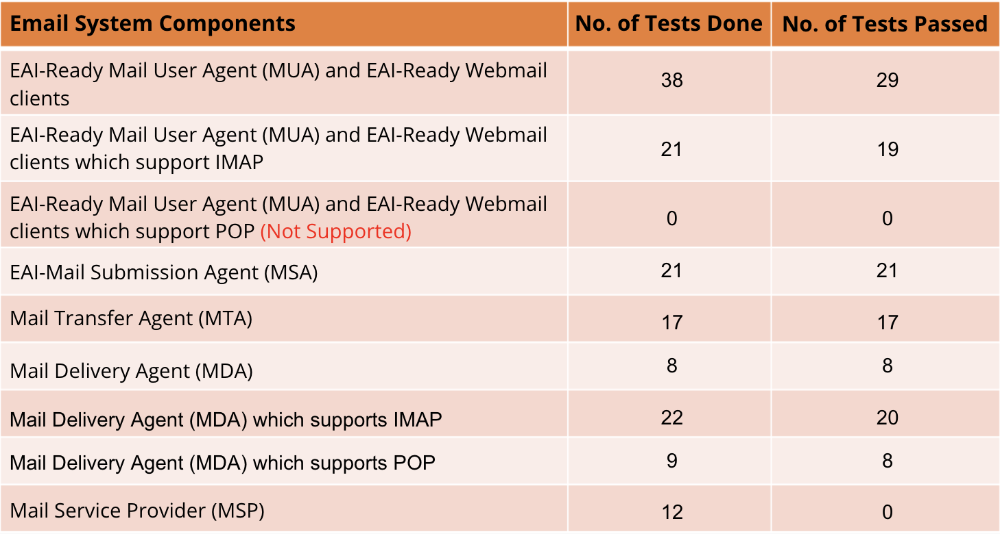 Email System Components No. of Tests Done No. of Tests Passed
EAI-Ready Mail User Agent (MUA) and EAI-Ready Webmail
clients 38 29
EAI-Ready Mail User Agent (MUA) and EAI-Ready Webmail
clients which support IMAP 21 19
EAI-Ready Mail User Agent (MUA) and EAI-Ready Webmail
clients which support POP (Not Supported) 0 0
EAI-Mail Submission Agent (MSA) 21 21
Mail Transfer Agent (MTA) 17 17
Mail Delivery Agent (MDA) 8 8
Mail Delivery Agent (MDA) which supports IMAP 22 20
Mail Delivery Agent (MDA) which supports POP 9 8
Mail Service Provider (MSP) 12 0